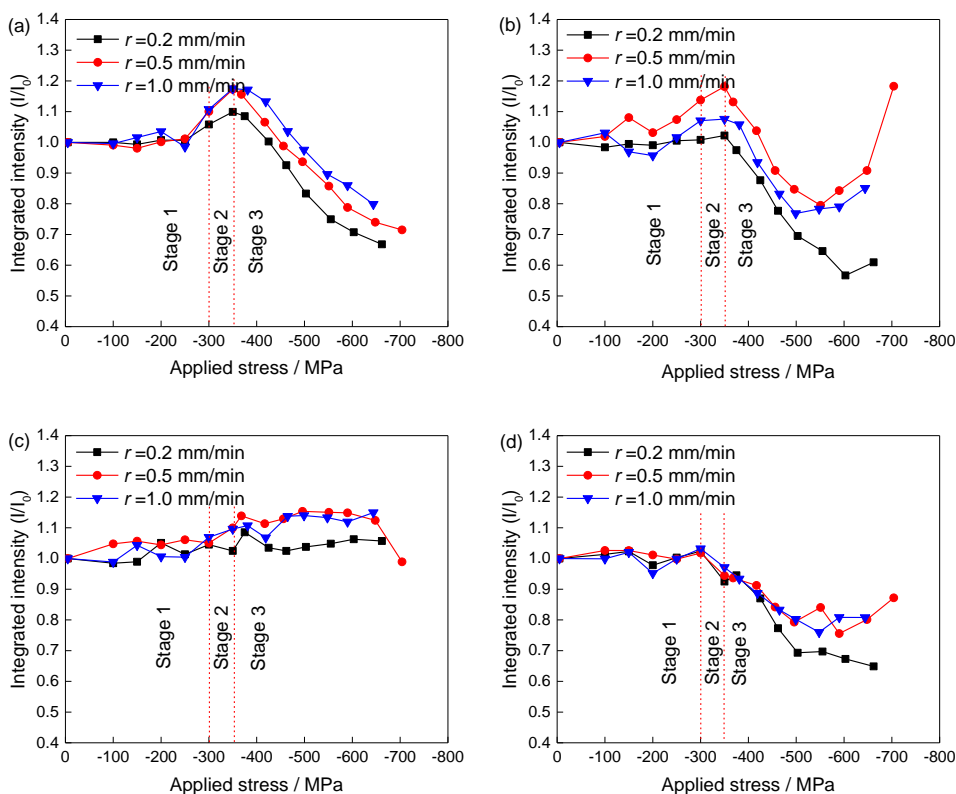 (a)
r=0.2 mm/min
r=0.5 mm/min
r=1.0 mm/min
Integrated intensity (I/I0)
1.4
1.3
1.2
1.1
1.0
0.9
0.8
0.7
0.6
0.5
0.4
Stage 1
Stage 2
Stage 3
0 -100 -200 -300 -400 -500 -600 -700 -800
Applied stress / MPa
(b)
r=0.2 mm/min
r=0.5 mm/min
r=1.0 mm/min
Integrated intensity (I/I0)
1.4
1.3
1.2
1.1
1.0
0.9
0.8
0.7
0.6
0.5
0.4
Stage 1
Stage 2
Stage 3
0 -100 -200 -300 -400 -500 -600 -700 -800
Applied stress / MPa
(c)
r=0.2 mm/min
r=0.5 mm/min
r=1.0 mm/min
Integrated intensity (I/I0)
1.4
1.3
1.2
1.1
1.0
0.9
0.8
0.7
0.6
0.5
0.4
Stage 1
Stage 2
Stage 3
0 -100 -200 -300 -400 -500 -600 -700 -800
Applied stress / MPa
(d)
r=0.2 mm/min
r=0.5 mm/min
r=1.0 mm/min
Integrated intensity (I/I0)
1.4
1.3
1.2
1.1
1.0
0.9
0.8
0.7
0.6
0.5
0.4
Stage 1
Stage 2
Stage 3
0 -100 -200 -300 -400 -500 -600 -700 -800
Applied stress / MPa